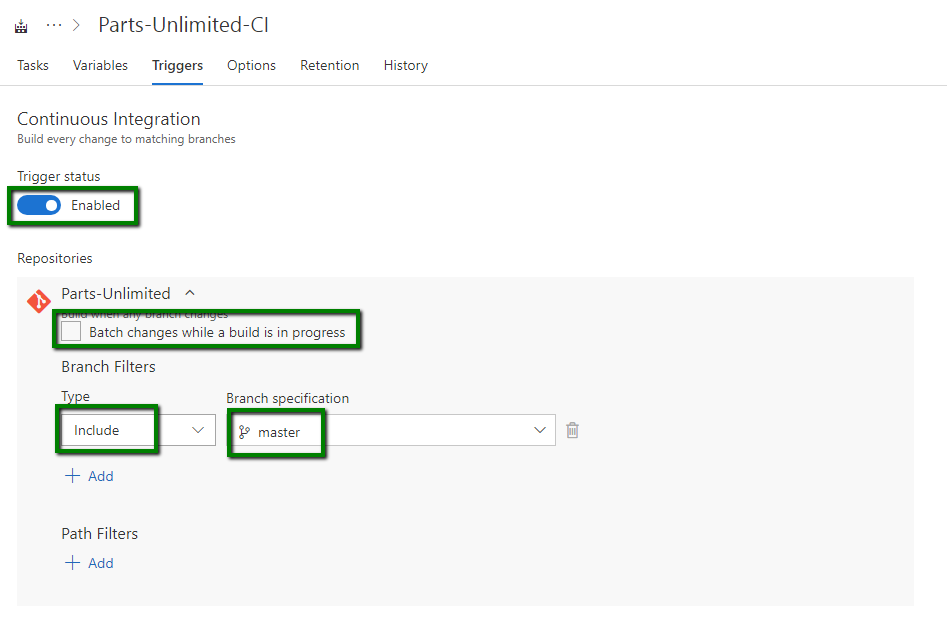 ··· > Parts-Unlimited-CI
Tasks Variables Triggers Options Retention History
Continuous Integration
Build every change to matching branches
Trigger status
Enabled
Repositories
Parts-Unlimited
Build when any branch changes
Batch changes while a build is in progress
Branch Filters
Type Branch specification
Include master
+ Add
Path Filters
+ Add